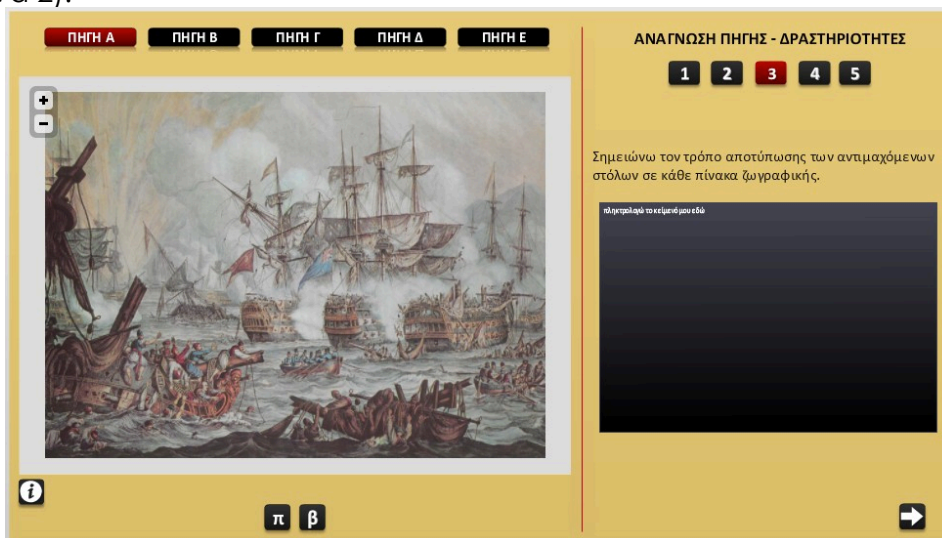 α 2).
ΠΗΓΗ Α ΠΗΓΗ Β ΠΗΓΗ Γ ΠΗΓΗ Δ ΠΗΓΗ Ε
ΑΝΑΓΝΩΣΗ ΠΗΓΗΣ - ΔΡΑΣΤΗΡΙΟΤΗΤΕΣ
1 2 3 4 5
+
-
Σημειώνω τον τρόπο αποτύπωσης των αντιμαχόμενων
στόλων σε κάθε πίνακα ζωγραφικής.
πληκτρολογώ το κείμενό μου εδώ
i
π β